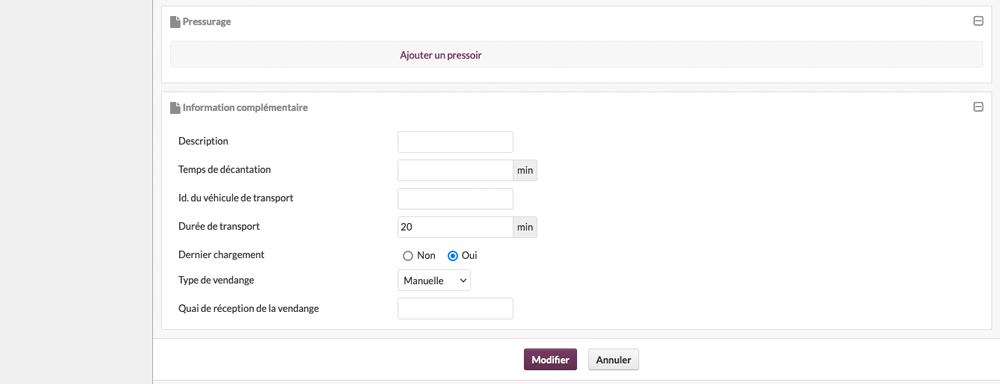 Pressurage
Ajouter un pressoir
Information complémentaire
Description
Temps de décantation min
Id. du véhicule de transport
Durée de transport 20 min
Dernier chargement Non Oui
Type de vendange Manuelle
Quai de réception de la vendange
Modifier Annuler